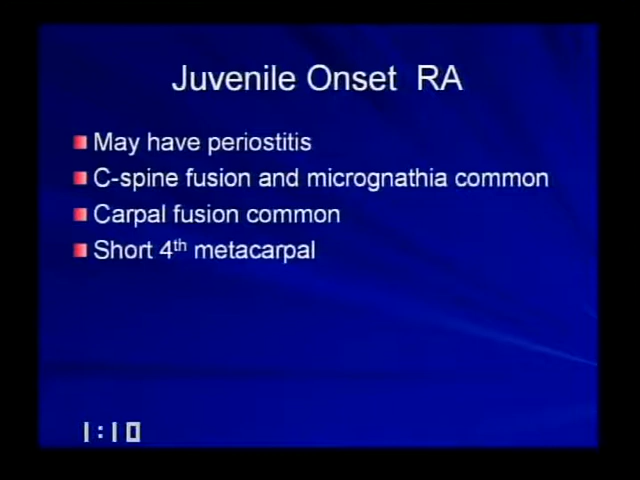 Juvenile Onset RA
May have periostitis
C-spine fusion and micrognathia common
Carpal fusion common
Short 4th metacarpal
1:10